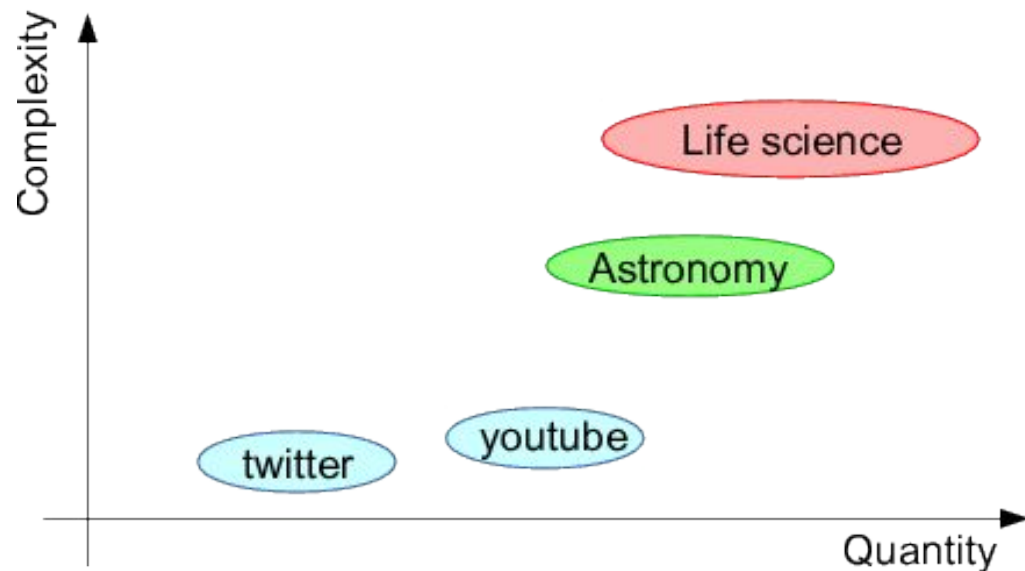 Complexity
Life science
Astronomy
youtube
twitter
Quantity